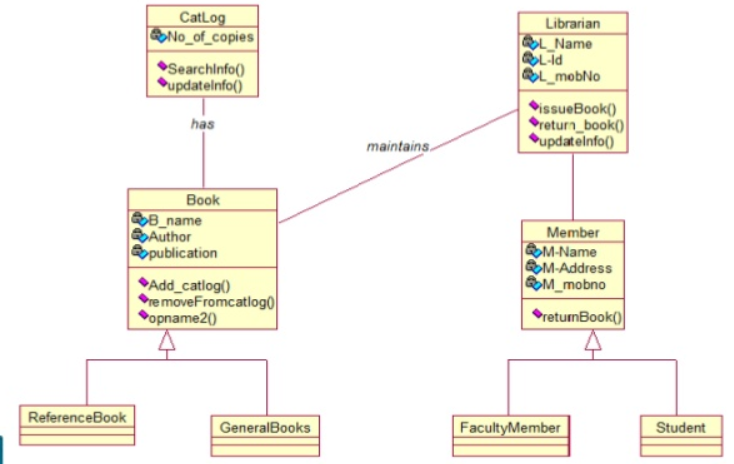 CatLog
No_of_copies
SearchInfo()
updateInfo()
has
Librarian
L_Name
L-Id
L_mobNo
issueBook()
return_book()
updateInfo()
maintains
Book
B_name
Author
publication
Add_catlog()
removeFromcatlog()
opname2()
Member
M-Name
M-Address
M_mobno
returnBook()
ReferenceBook
GeneralBooks
FacultyMember
Student